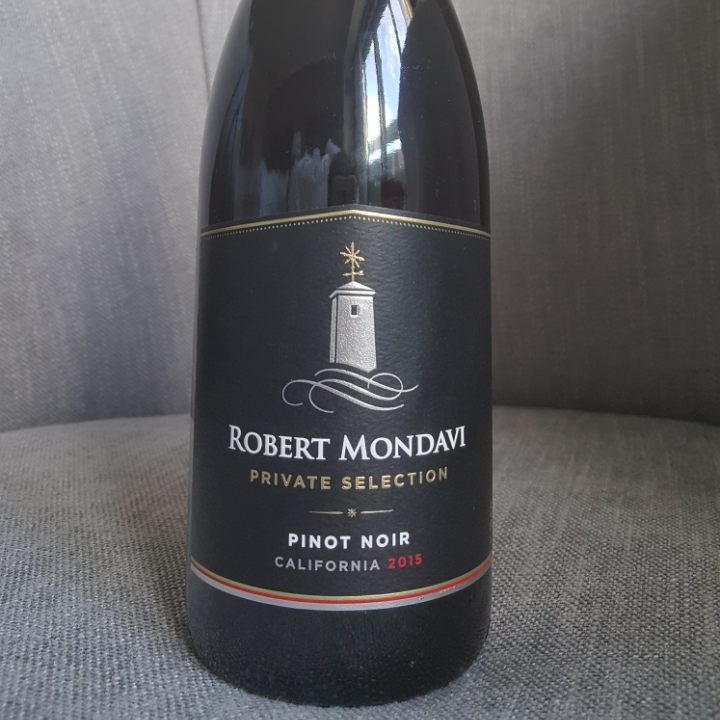 ROBERT MONDAVI
PRIVATE SELECTION
PINOT NOIR
CALIFORNIA 2015